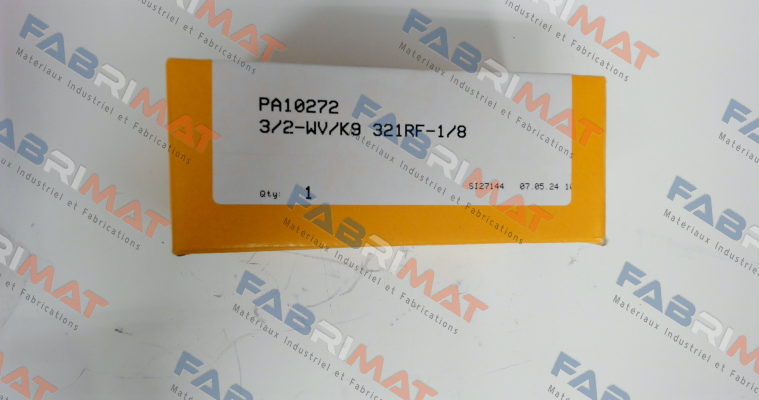 PA10272
3/2-WV/K9 321RF-1/8
Qty: 1
SI27144 07.05.24
FABRIMAT
Matériaux Industriel et Fabrications